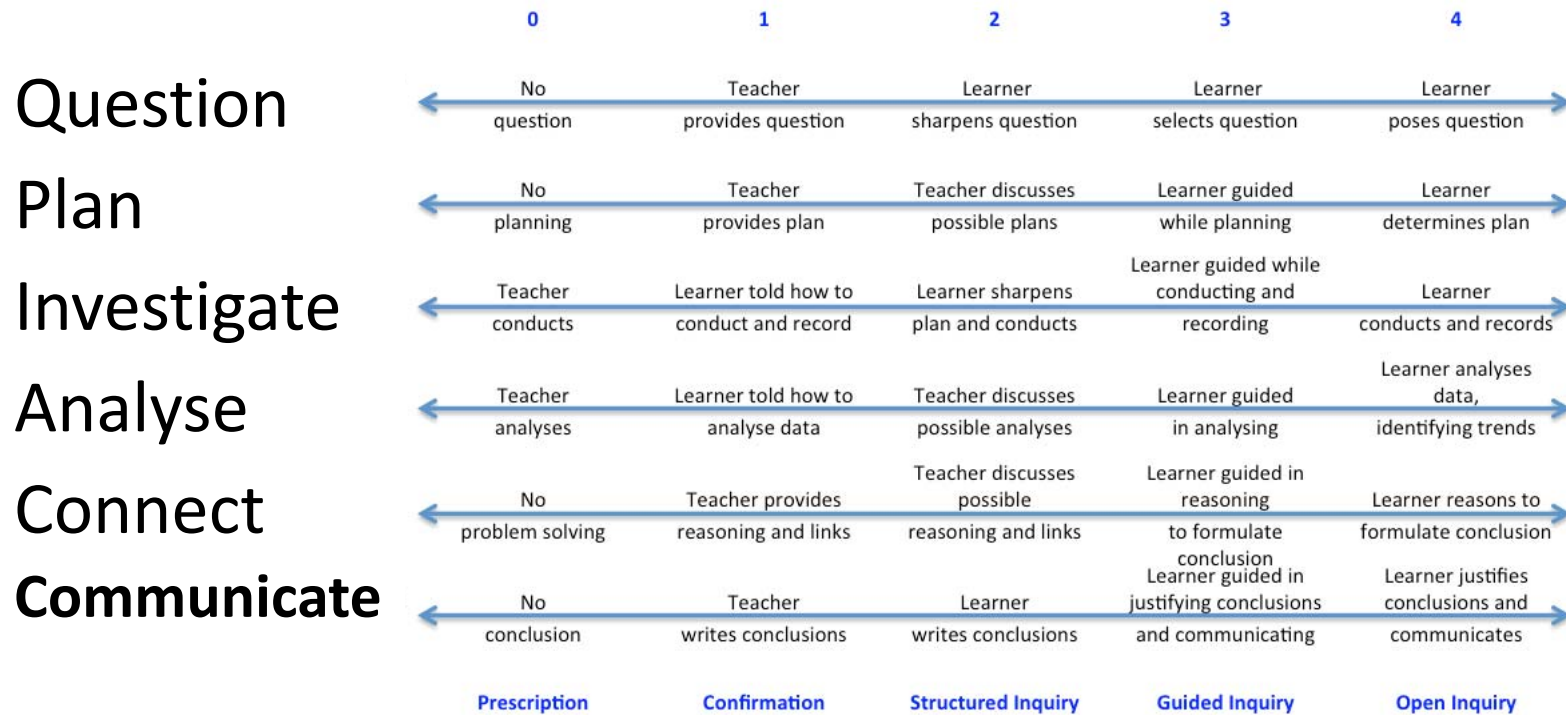 0 1 2 3 4
Question
No Teacher Learner Learner Learner
question provides question sharpens question selects question poses question
Plan
No Teacher Teacher discusses Learner guided Learner
planning provides plan possible plans while planning determines plan
Investigate
Learner guided while
Teacher Learner told how to Learner sharpens conducting and Learner
conducts conduct and record plan and conducts recording conducts and records
Analyse
Learner analyses
Teacher Learner told how to Teacher discusses Learner guided data,
analyses analyse data possible analyses in analysing identifying trends
Connect
Teacher discusses Learner guided in
No Teacher provides possible reasoning Learner reasons to
problem solving reasoning and links reasoning and links to formulate formulate conclusion
conclusion
Communicate
Learner guided in Learner justifies
No Teacher Learner justifying conclusions conclusions and
conclusion writes conclusions writes conclusions and communicating communicates
Prescription Confirmation Structured Inquiry Guided Inquiry Open Inquiry